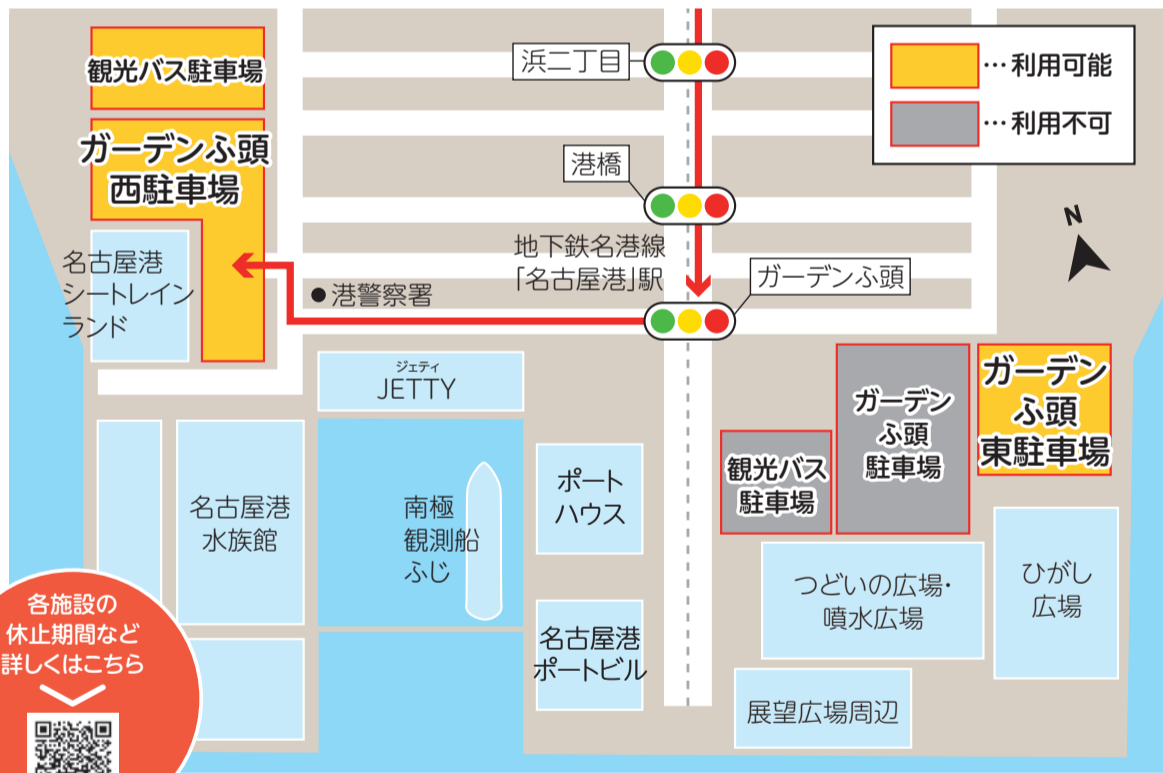 観光バス駐車場
ガーデンふ頭
西駐車場
名古屋港
シートレイン
ランド
浜二丁目
港橋
地下鉄名港線
「名古屋港」駅
ガーデンふ頭
●港警察署
…利用可能
…利用不可
N
ジェティ
JETTY
名古屋港
水族館
南極
観測船
ふじ
ポート
ハウス
名古屋港
ポートビル
観光バス
駐車場
ガーデン
ふ頭
駐車場
ガーデン
ふ頭
東駐車場
つどいの広場・
噴水広場
ひがし
広場
展望広場周辺
各施設の
休止期間など
詳しくはこちら